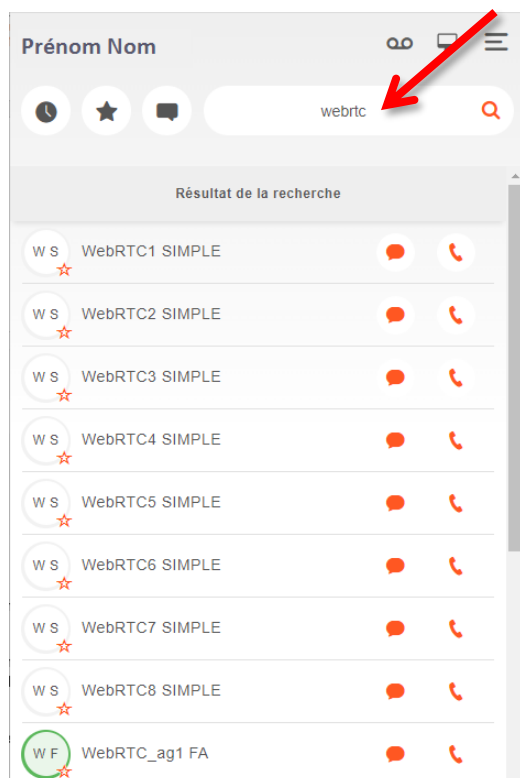 Prénom Nom
webrtc
Résultat de la recherche
W S WebRTC1 SIMPLE
W S WebRTC2 SIMPLE
W S WebRTC3 SIMPLE
W S WebRTC4 SIMPLE
W S WebRTC5 SIMPLE
W S WebRTC6 SIMPLE
W S WebRTC7 SIMPLE
W S WebRTC8 SIMPLE
W F WebRTC_ag1 FA